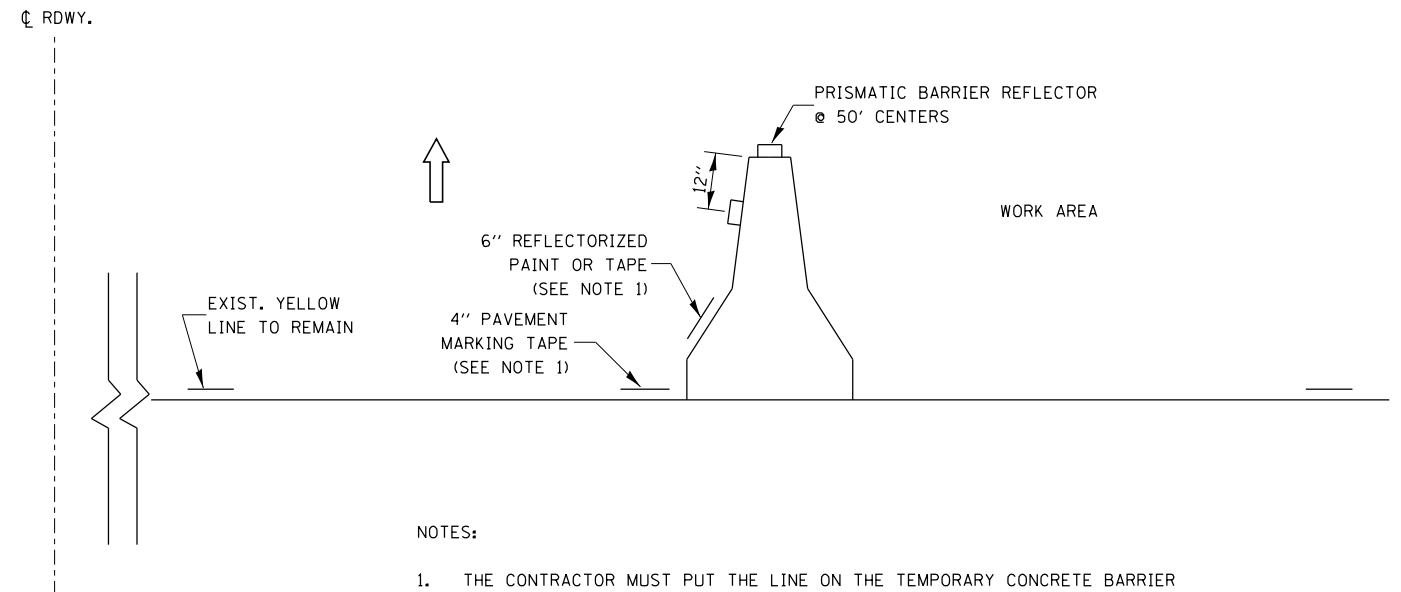 ℄ RDWY.
PRISMATIC BARRIER REFLECTOR
@ 50' CENTERS
12"
WORK AREA
6" REFLECTORIZED
PAINT OR TAPE
(SEE NOTE 1)
EXIST. YELLOW
LINE TO REMAIN
4" PAVEMENT
MARKING TAPE
(SEE NOTE 1)
NOTES:
1. THE CONTRACTOR MUST PUT THE LINE ON THE TEMPORARY CONCRETE BARRIER